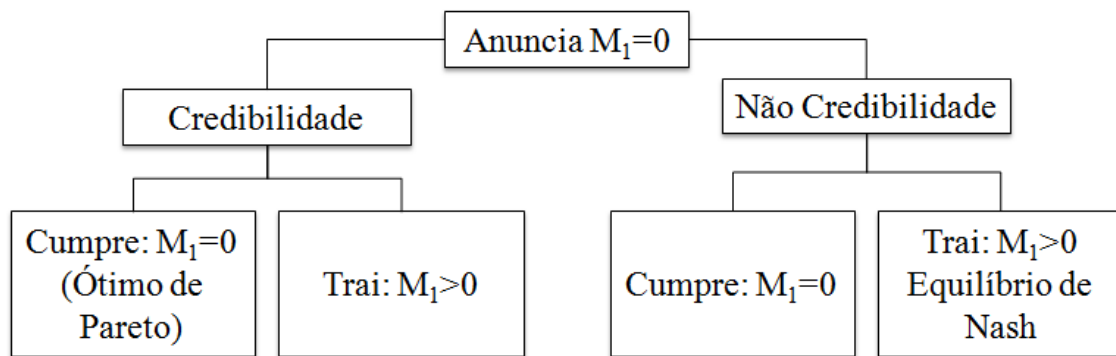 Anuncia M₁=0
Credibilidade
Não Credibilidade
Cumpre: M₁=0
(Ótimo de
Pareto)
Trai: M₁>0
Cumpre: M₁=0
Trai: M₁>0
Equilíbrio de
Nash